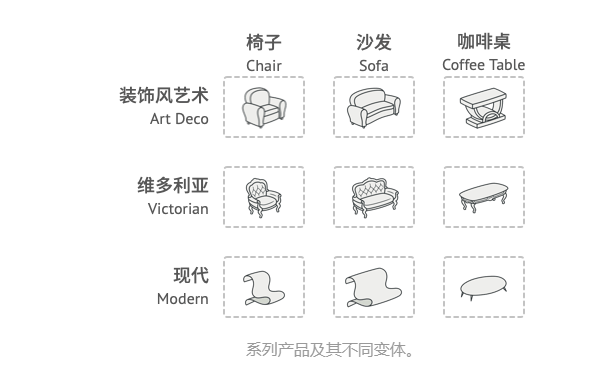 椅子 沙发 咖啡桌
Chair Sofa Coffee Table
装饰风艺术
Art Deco
维多利亚
Victorian
现代
Modern
系列产品及其不同变体。